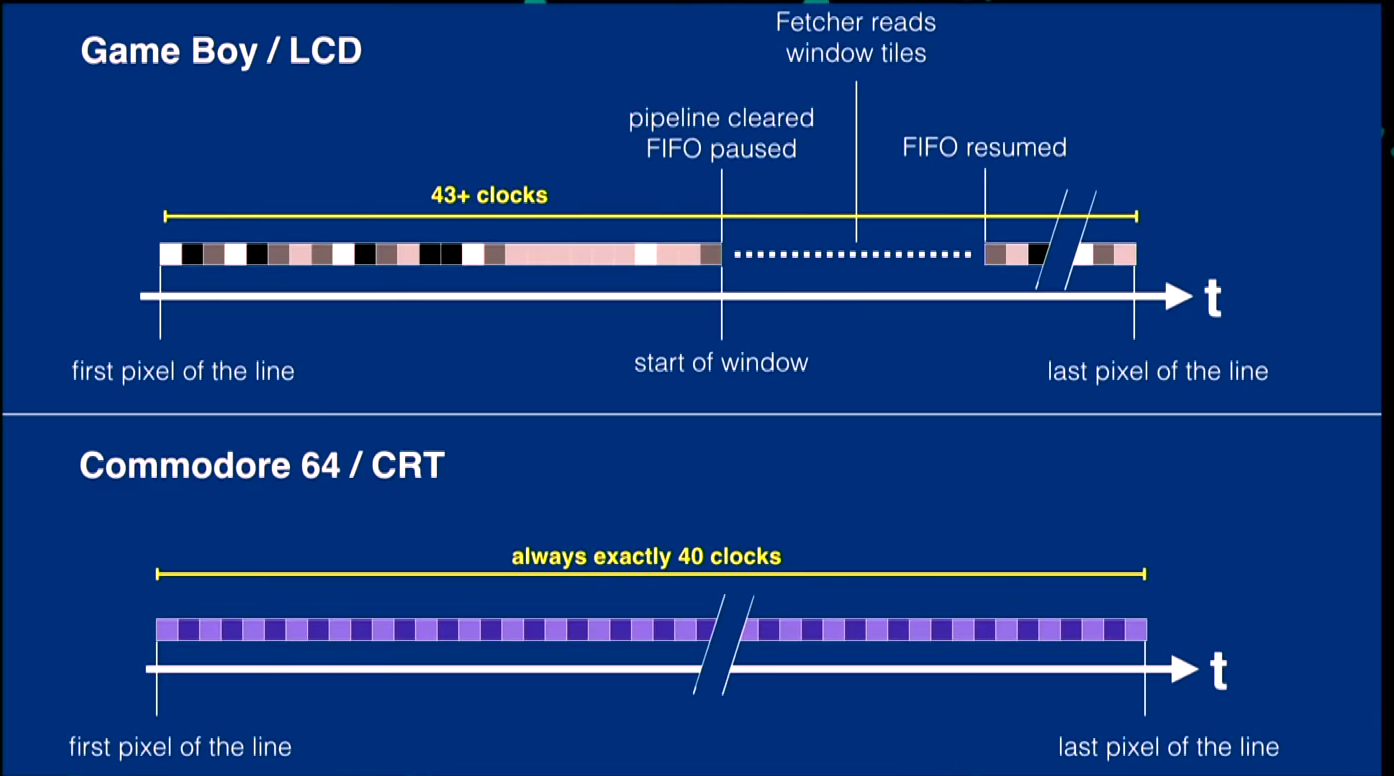 Game Boy / LCD
Fetcher reads
window tiles
pipeline cleared
FIFO paused
FIFO resumed
43+ clocks
t
first pixel of the line
start of window
last pixel of the line
Commodore 64 / CRT
always exactly 40 clocks
t
first pixel of the line
last pixel of the line